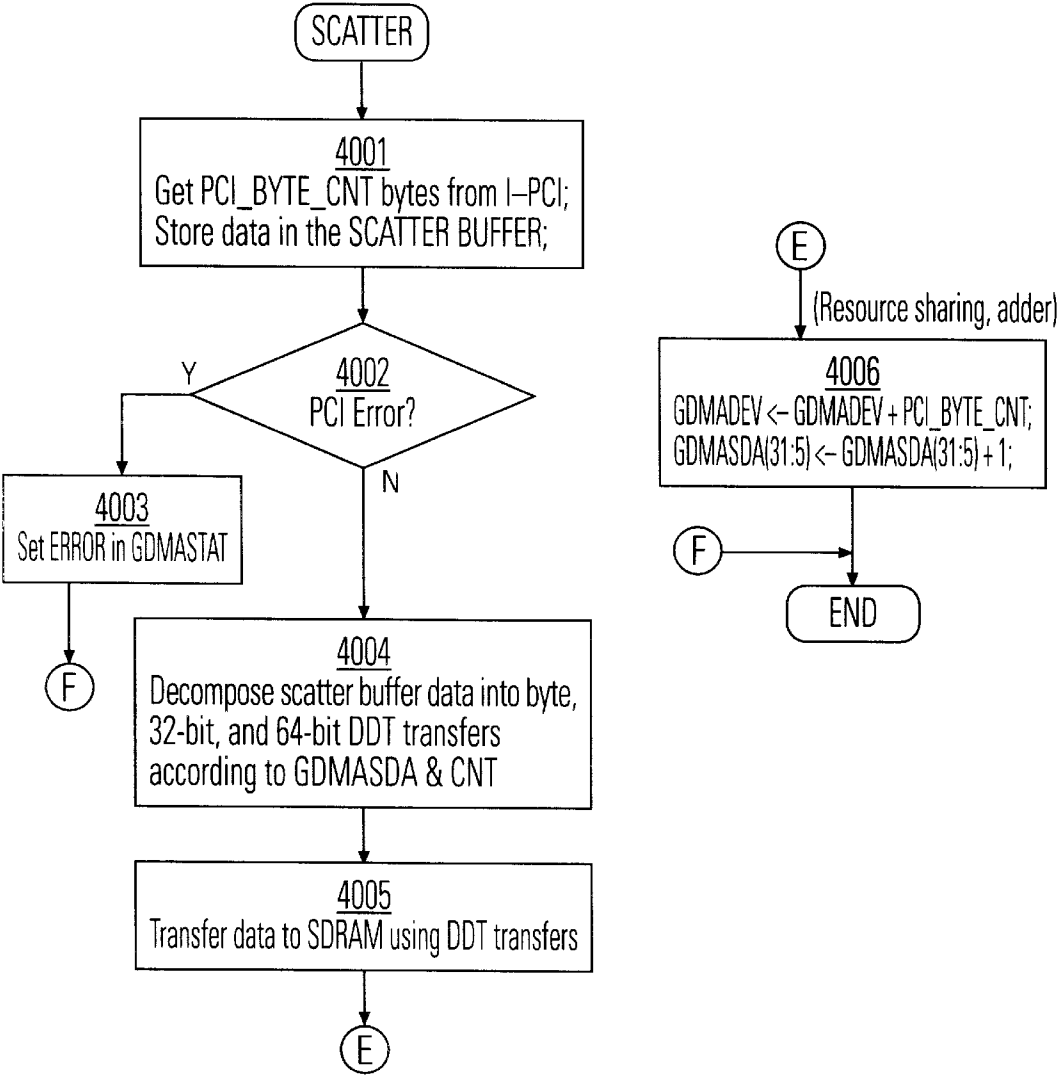 SCATTER
4001
Get PCI_BYTE_CNT bytes from I–PCI;
Store data in the SCATTER BUFFER;
4002
PCI Error?
Y
N
4003
Set ERROR in GDMASTAT
F
4004
Decompose scatter buffer data into byte,
32-bit, and 64-bit DDT transfers
according to GDMASDA & CNT
4005
Transfer data to SDRAM using DDT transfers
E
E
(Resource sharing, adder)
4006
GDMADEV <– GDMADEV + PCI_BYTE_CNT;
GDMASDA(31:5) <– GDMASDA(31:5) + 1;
F
END